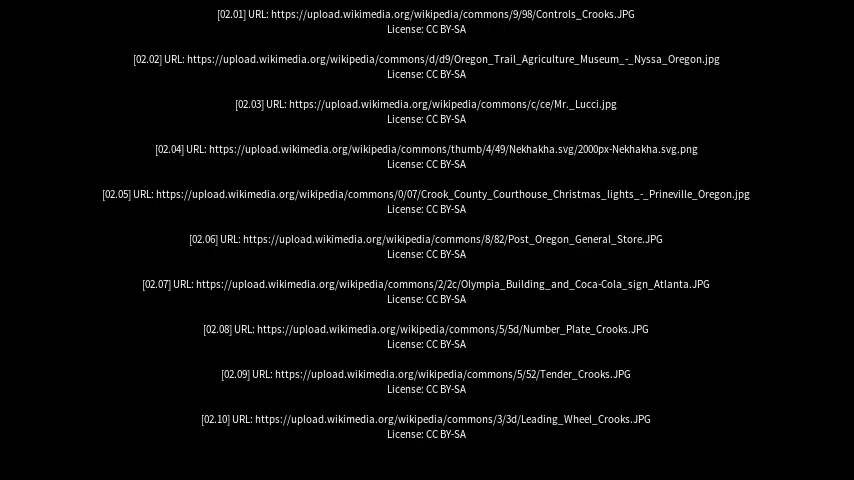 [02.01] URL: https://upload.wikimedia.org/wikipedia/commons/9/98/Controls_Crooks.JPG
License: CC BY-SA
[02.02] URL: https://upload.wikimedia.org/wikipedia/commons/d/d9/Oregon_Trail_Agriculture_Museum_-_Nyssa_Oregon.jpg
License: CC BY-SA
[02.03] URL: https://upload.wikimedia.org/wikipedia/commons/c/ce/Mr._Lucci.jpg
License: CC BY-SA
[02.04] URL: https://upload.wikimedia.org/wikipedia/commons/thumb/4/49/Nekhakha.svg/2000px-Nekhakha.svg.png
License: CC BY-SA
[02.05] URL: https://upload.wikimedia.org/wikipedia/commons/0/07/Crook_County_Courthouse_Christmas_lights_-_Prineville_Oregon.jpg
License: CC BY-SA
[02.06] URL: https://upload.wikimedia.org/wikipedia/commons/8/82/Post_Oregon_General_Store.JPG
License: CC BY-SA
[02.07] URL: https://upload.wikimedia.org/wikipedia/commons/2/2c/Olympia_Building_and_Coca-Cola_sign_Atlanta.JPG
License: CC BY-SA
[02.08] URL: https://upload.wikimedia.org/wikipedia/commons/5/5d/Number_Plate_Crooks.JPG
License: CC BY-SA
[02.09] URL: https://upload.wikimedia.org/wikipedia/commons/5/52/Tender_Crooks.JPG
License: CC BY-SA
[02.10] URL: https://upload.wikimedia.org/wikipedia/commons/3/3d/Leading_Wheel_Crooks.JPG
License: CC BY-SA